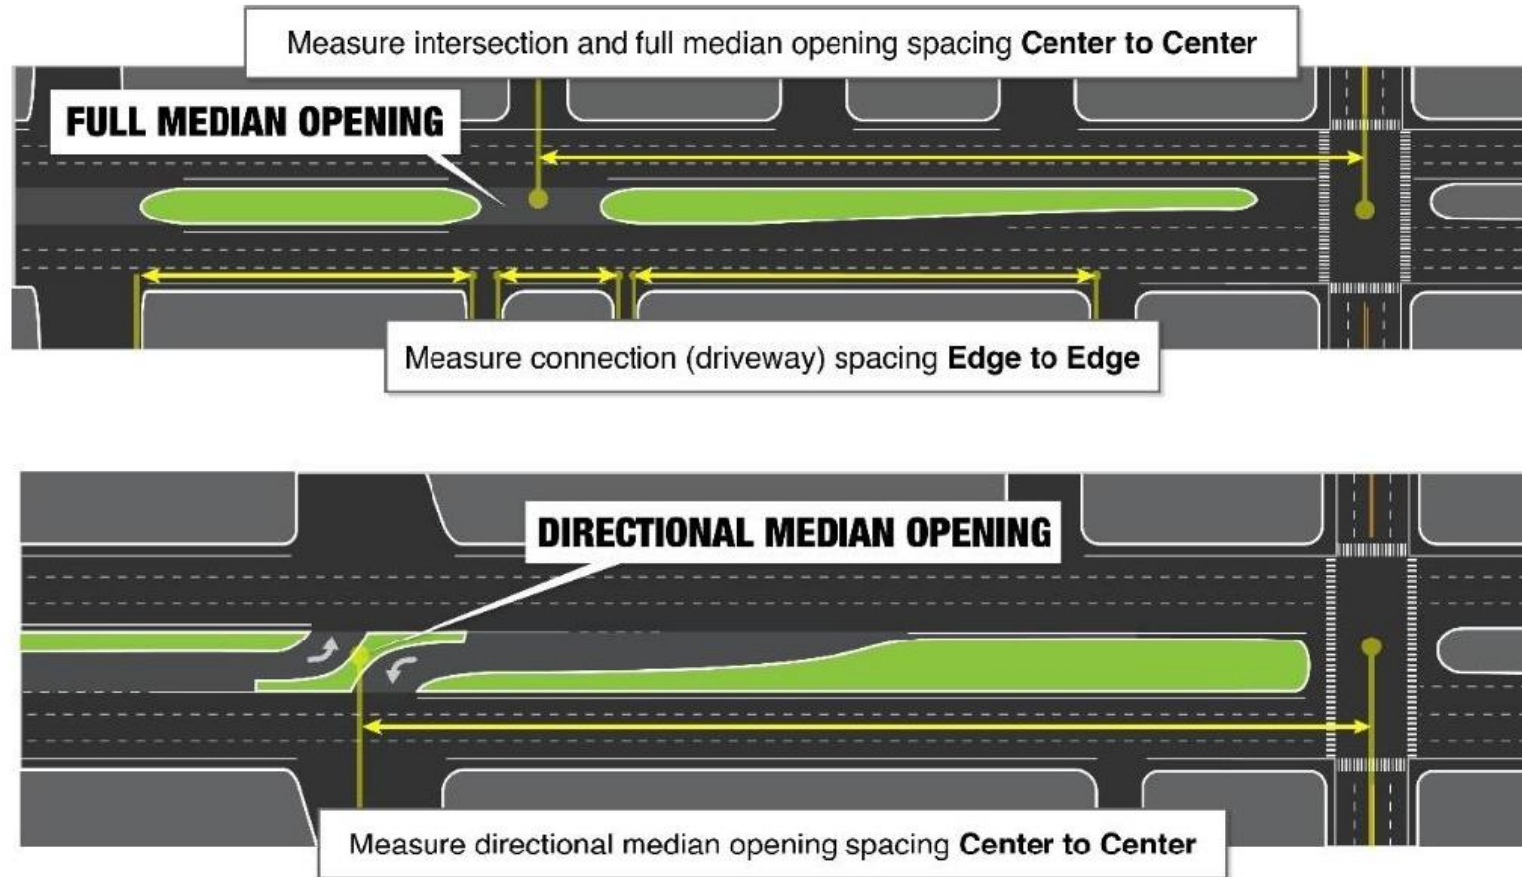 Measure intersection and full median opening spacing Center to Center
FULL MEDIAN OPENING
Measure connection (driveway) spacing Edge to Edge
DIRECTIONAL MEDIAN OPENING
Measure directional median opening spacing Center to Center